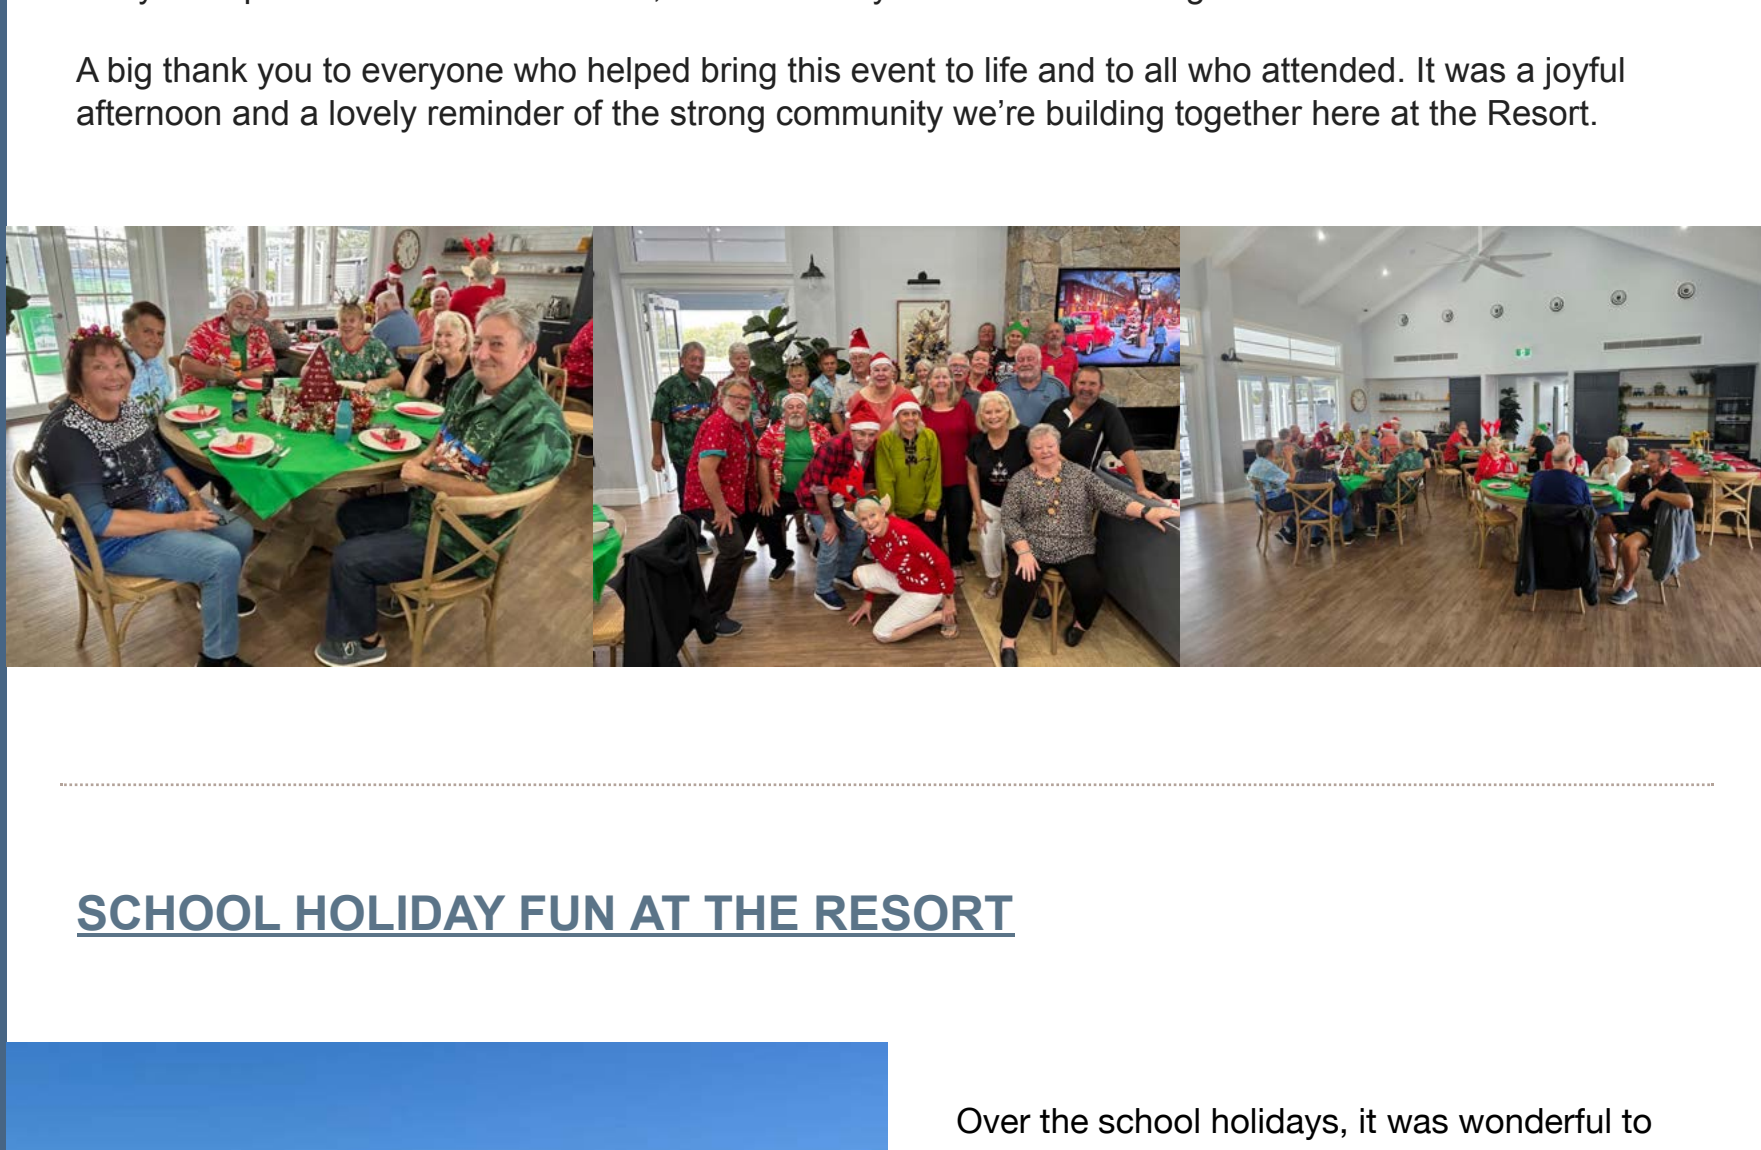 A big thank you to everyone who helped bring this event to life and to all who attended. It was a joyful
afternoon and a lovely reminder of the strong community we’re building together here at the Resort.
SCHOOL HOLIDAY FUN AT THE RESORT
Over the school holidays, it was wonderful to